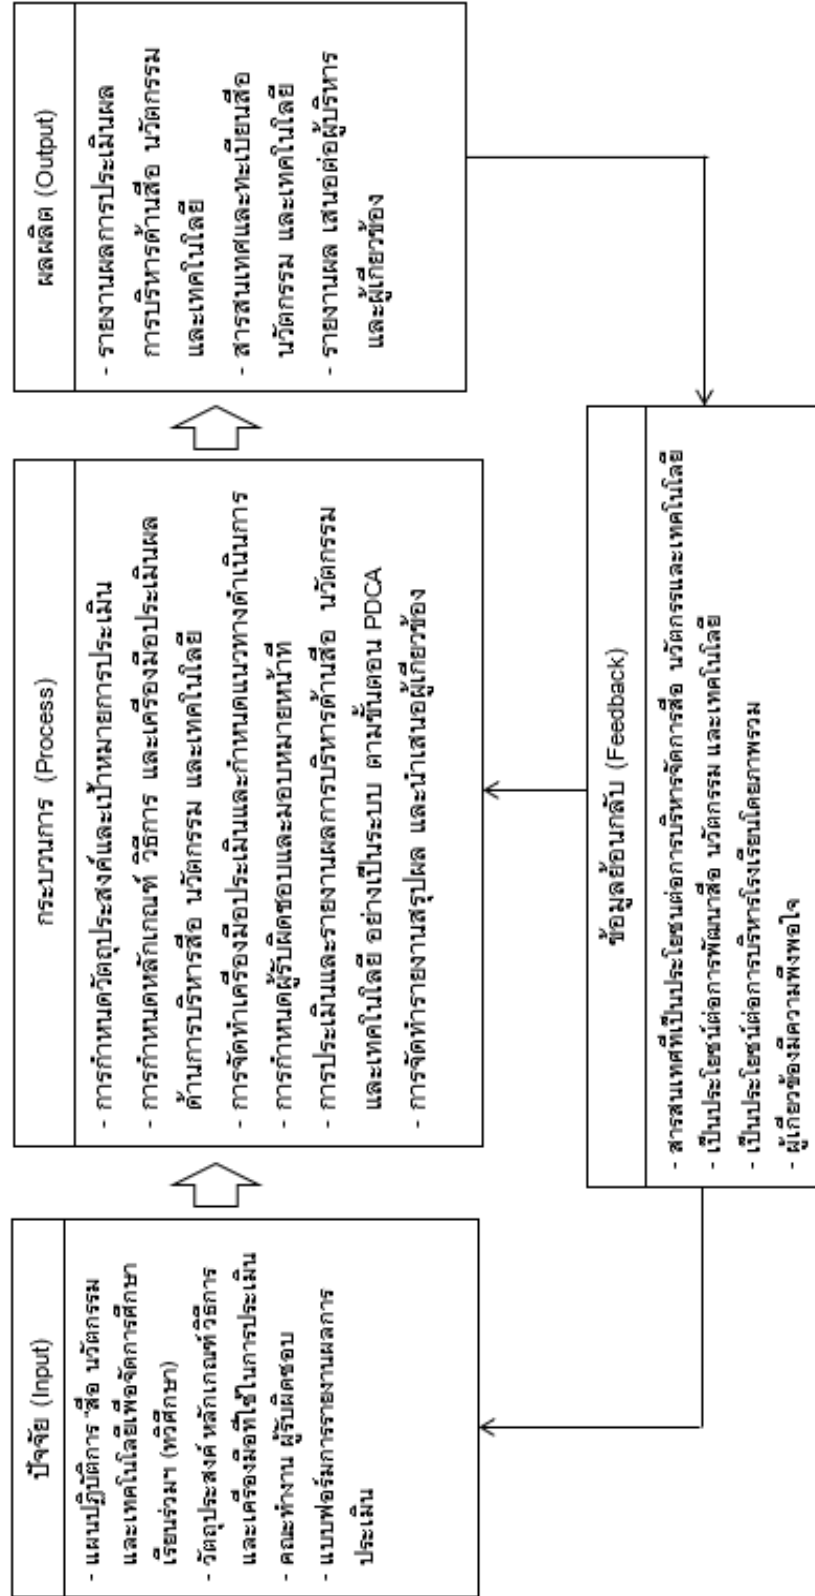 ปัจจัย (Input)
- แผนปฏิบัติการ "สื่อ นวัตกรรม
และเทคโนโลยีเพื่อจัดการศึกษา
เรียนร่วมฯ (ทวิศึกษา)
- วัตถุประสงค์ หลักเกณฑ์ วิธีการ
และเครื่องมือที่ใช้ในการประเมิน
- คณะทำงาน ผู้รับผิดชอบ
- แบบฟอร์มการรายงานผลการ
ประเมิน
กระบวนการ (Process)
- การกำหนดวัตถุประสงค์และเป้าหมายการประเมิน
- การกำหนดหลักเกณฑ์ วิธีการ และเครื่องมือประเมินผล
ด้านการบริหารสื่อ นวัตกรรม และเทคโนโลยี
- การจัดทำเครื่องมือประเมินและกำหนดแนวทางดำเนินการ
- การกำหนดผู้รับผิดชอบและมอบหมายหน้าที่
- การประเมินและรายงานผลการบริหารด้านสื่อ นวัตกรรม
และเทคโนโลยี อย่างเป็นระบบ ตามขั้นตอน PDCA
- การจัดทำรายงานสรุปผล และนำเสนอผู้เกี่ยวข้อง
ผลผลิต (Output)
- รายงานผลการประเมินผล
การบริหารด้านสื่อ นวัตกรรม
และเทคโนโลยี
- สารสนเทศและทะเบียนสื่อ
นวัตกรรม และเทคโนโลยี
- รายงานผล เสนอต่อผู้บริหาร
และผู้เกี่ยวข้อง
ข้อมูลย้อนกลับ (Feedback)
- สารสนเทศที่เป็นประโยชน์ต่อการบริหารจัดการสื่อ นวัตกรรและเทคโนโลยี
- เป็นประโยชน์ต่อการพัฒนาสื่อ นวัตกรรม และเทคโนโลยี
- เป็นประโยชน์ต่อการบริหารโรงเรียนโดยภาพรวม
- ผู้เกี่ยวข้องมีความพึงพอใจ